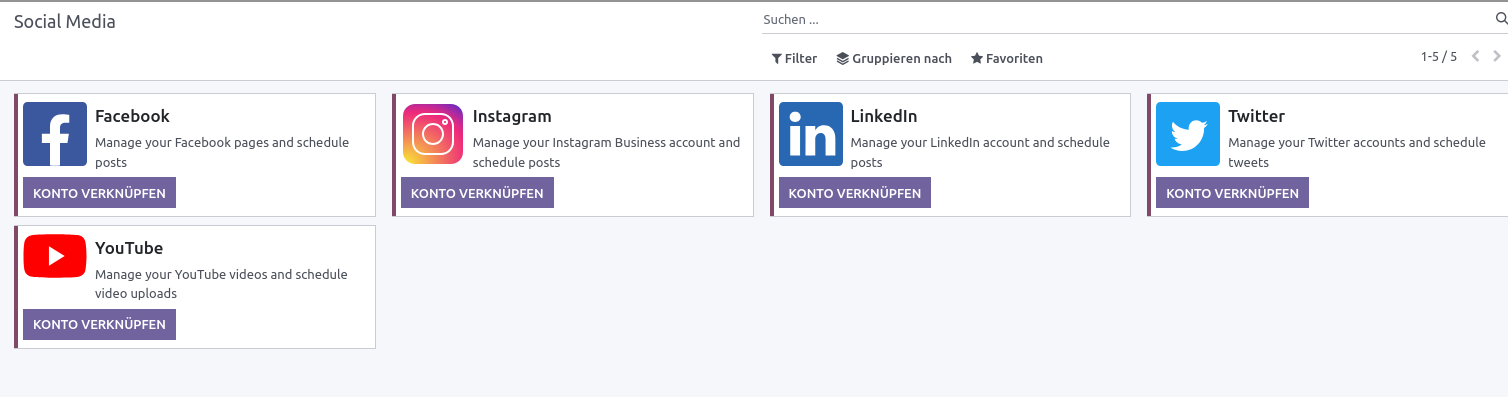 Social Media
Suchen ...
Filter Gruppieren nach Favoriten
1-5 / 5
Facebook
Manage your Facebook pages and schedule
posts
KONTO VERKNÜPFEN
Instagram
Manage your Instagram Business account and
schedule posts
KONTO VERKNÜPFEN
LinkedIn
Manage your LinkedIn account and schedule
posts
KONTO VERKNÜPFEN
Twitter
Manage your Twitter accounts and schedule
tweets
KONTO VERKNÜPFEN
YouTube
Manage your YouTube videos and schedule
video uploads
KONTO VERKNÜPFEN